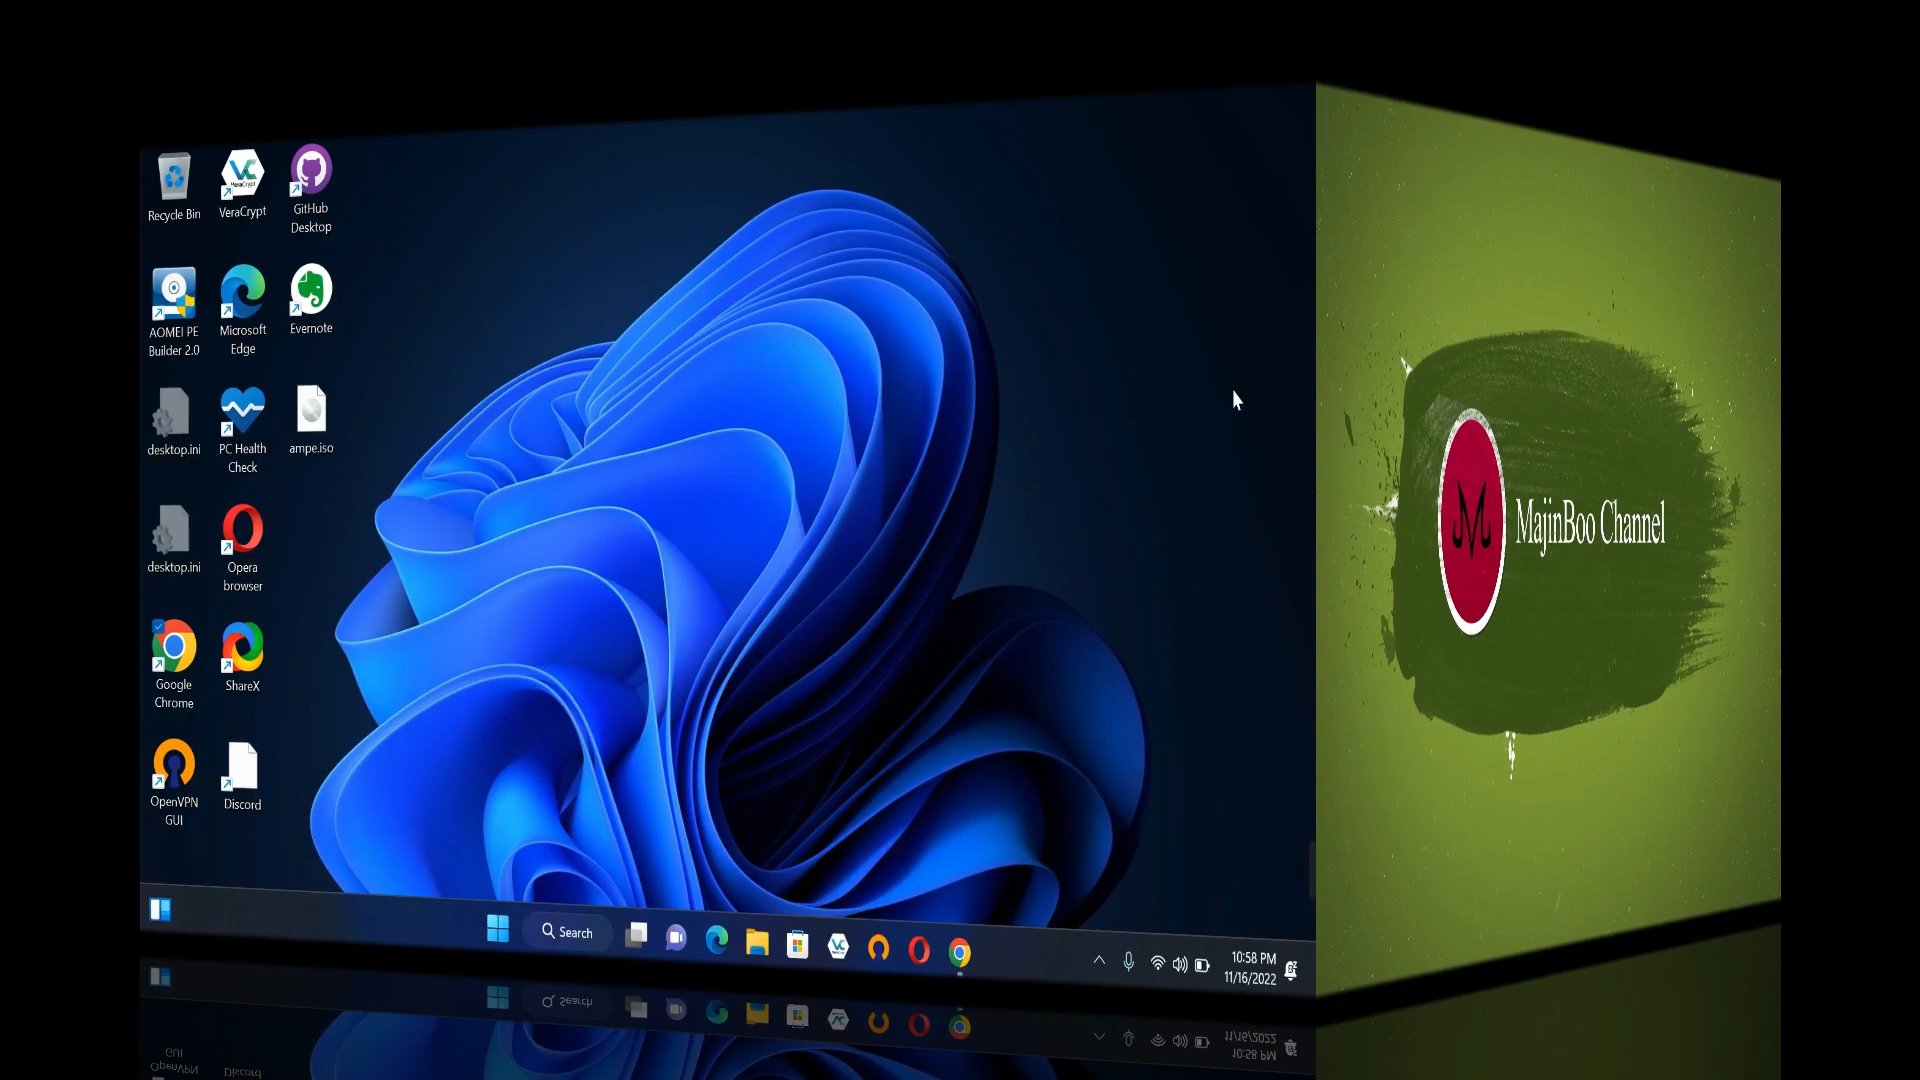 Recycle Bin
VeraCrypt
GitHub
Desktop
AOMEI PE
Builder 2.0
Microsoft
Edge
Evernote
desktop.ini
PC Health
Check
ampe.iso
desktop.ini
Opera
browser
Google
Chrome
ShareX
OpenVPN
GUI
Discord
Search
10:58 PM
11/16/2022
MajinBoo Channel